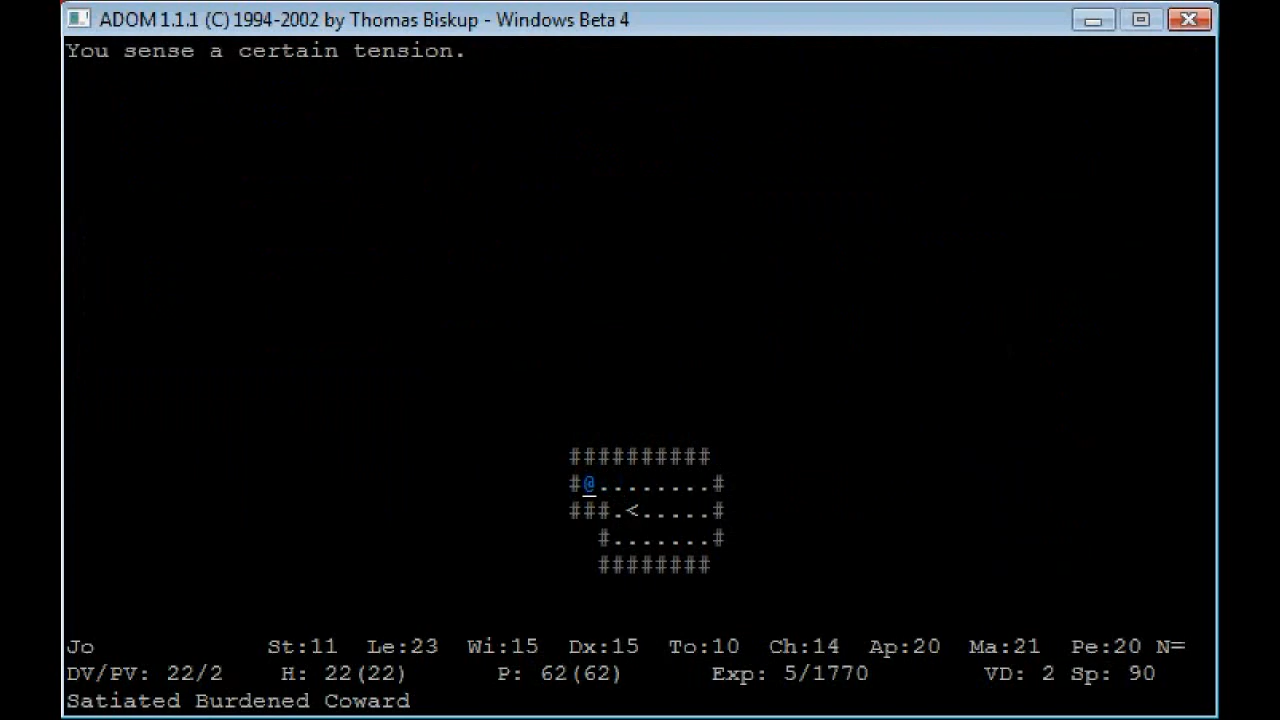 ADOM 1.1.1 (C) 1994-2002 by Thomas Biskup - Windows Beta 4
You sense a certain tension.
##########
#@........#
###.<.....#
#.......#
########
Jo St:11 Le:23 Wi:15 Dx:15 To:10 Ch:14 Ap:20 Ma:21 Pe:20 N=
DV/PV: 22/2 H: 22(22) P: 62(62) Exp: 5/1770 VD: 2 Sp: 90
Satiated Burdened Coward